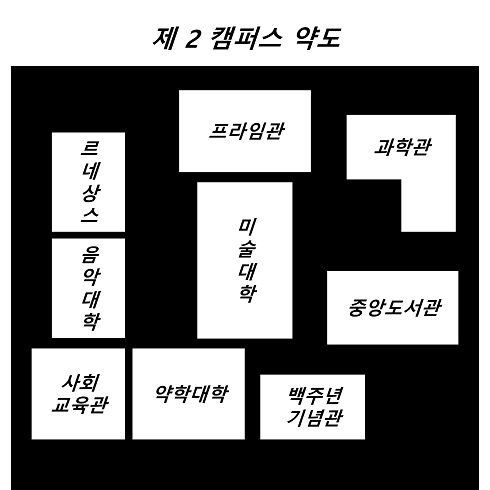 제 2 캠퍼스 약도
프라임관
과학관
르네상스
미술대학
음악대학
중앙도서관
사회
교육관
약학대학
백주년
기념관